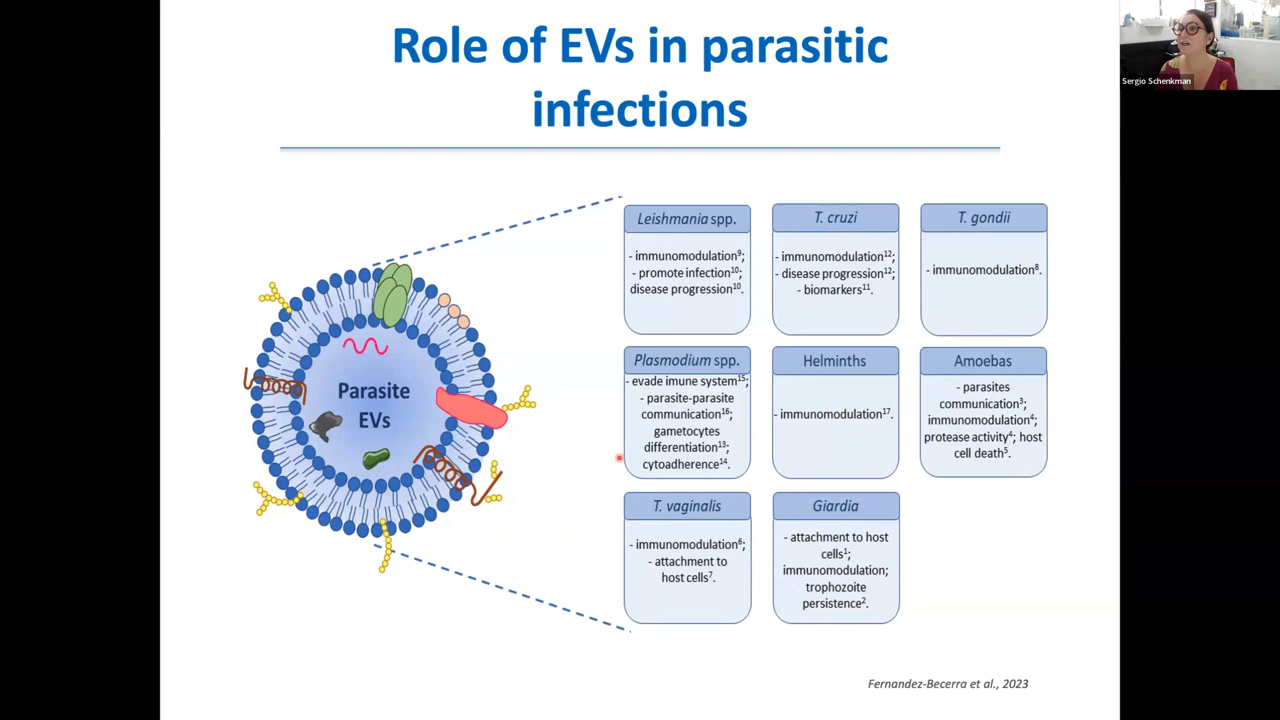 Role of EVs in parasitic
infections
Sergio Schenkman
Parasite
EVs
Leishmania spp.
- immunomodulation⁹;
- promote infection¹⁰;
disease progression¹⁰.
T. cruzi
- immunomodulation¹²;
- disease progression¹²;
- biomarkers¹¹.
T. gondii
- immunomodulation⁸.
Plasmodium spp.
- evade imune system¹⁵;
- parasite-parasite
communication¹⁶;
gametocytes
differentiation¹³;
cytoadherence¹⁴.
Helminths
- immunomodulation¹⁷.
Amoebas
- parasites
communication³;
immunomodulation⁴;
protease activity⁴; host
cell death⁵.
T. vaginalis
- immunomodulation⁶;
- attachment to
host cells⁷.
Giardia
- attachment to host
cells¹;
immunomodulation;
trophozoite
persistence².
Fernandez-Becerra et al., 2023